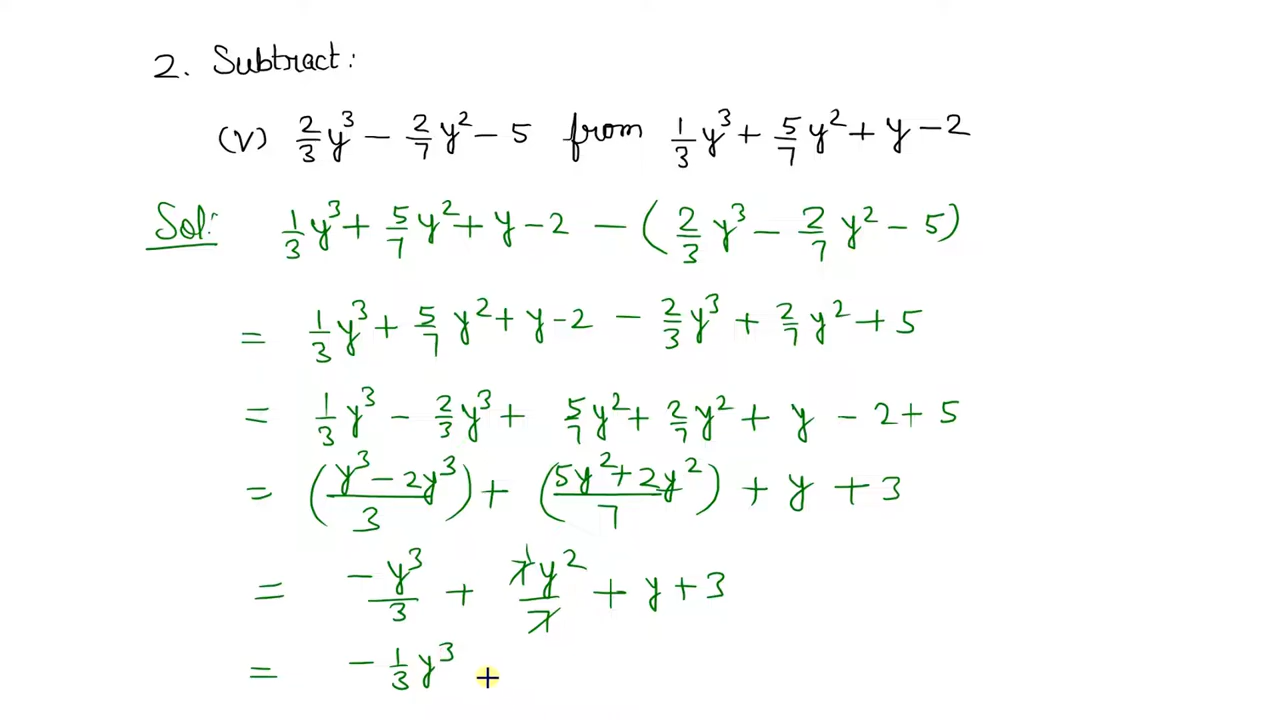 2. Subtract:
(V) 2/3 y³ − 2/7 y² − 5 from 1/3 y³ + 5/7 y² + y − 2
Sol: 1/3 y³ + 5/7 y² + y − 2 − (2/3 y³ − 2/7 y² − 5)
= 1/3 y³ + 5/7 y² + y − 2 − 2/3 y³ + 2/7 y² + 5
= 1/3 y³ − 2/3 y³ + 5/7 y² + 2/7 y² + y − 2 + 5
= ((y³ − 2y³)/3) + ((5y² + 2y²)/7) + y + 3
= −y³/3 + 7̸ 1 y²/7̸ + y + 3
= − 1/3 y³ +